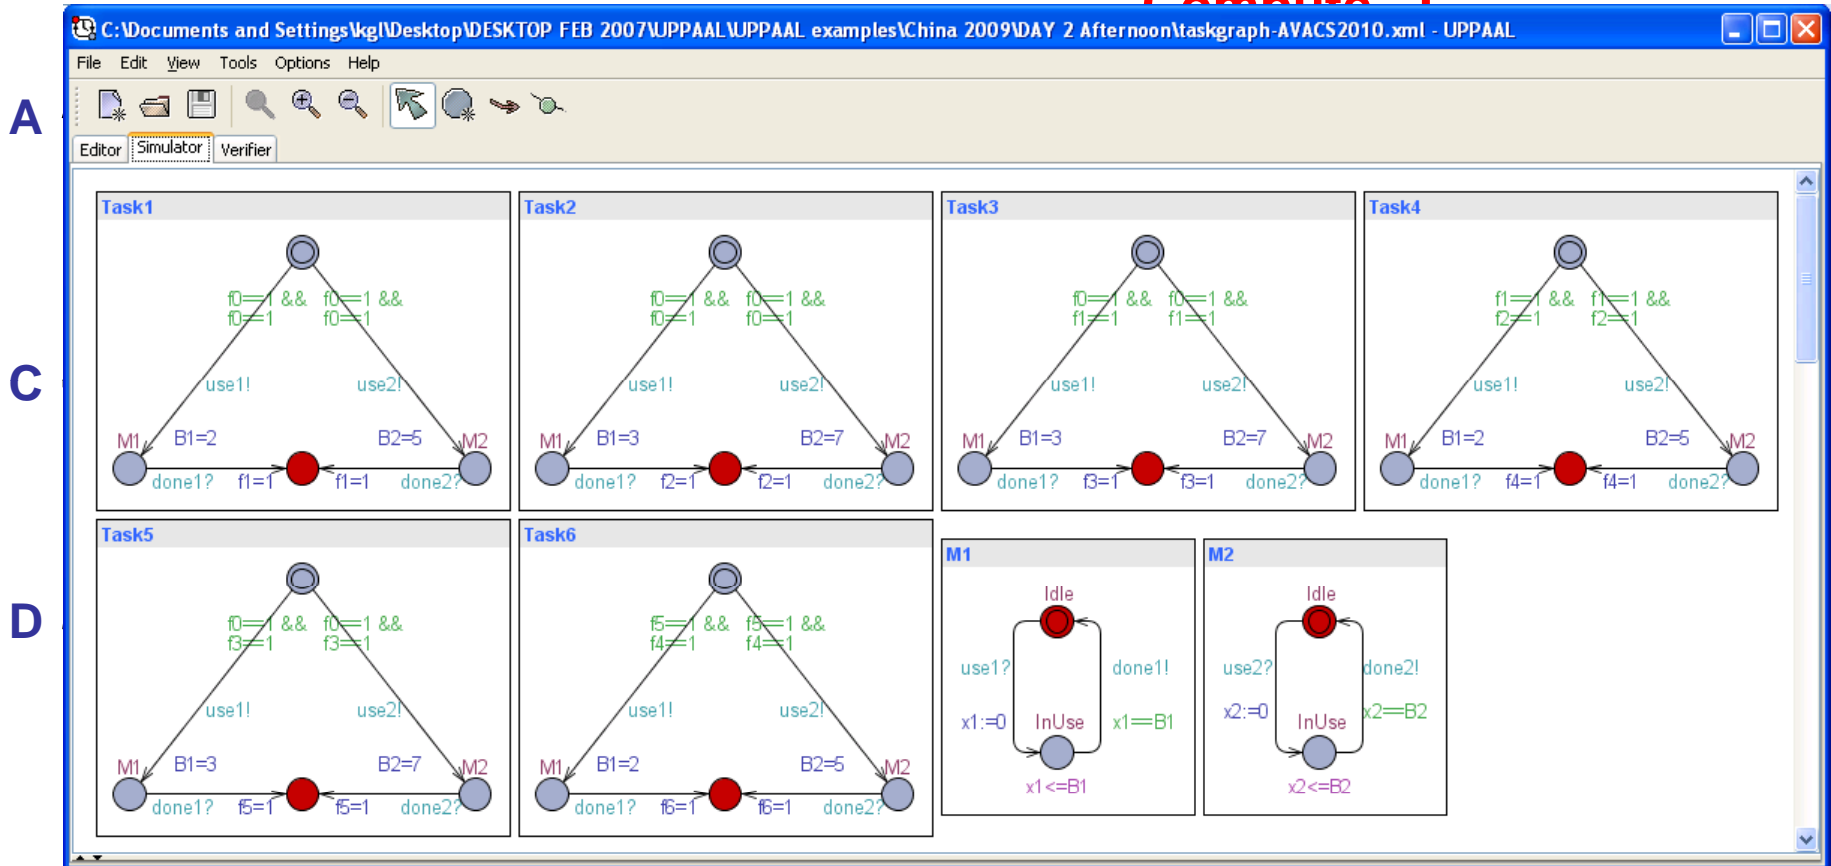 C:\Documents and Settings\kgl\Desktop\DESKTOP FEB 2007\UPPAAL\UPPAAL examples\China 2009\DAY 2 Afternoon\taskgraph-AVACS2010.xml - UPPAAL
File Edit View Tools Options Help
A
Editor Simulator Verifier
Task1 Task2 Task3 Task4
f0==1 && f0==1 && f0==1 && f0==1 && f0==1 && f0==1 && f1==1 && f1==1 &&
f0==1 f0==1 f0==1 f0==1 f1==1 f1==1 f2==1 f2==1
C
use1! use2! use1! use2! use1! use2! use1! use2!
M1 B1=2 B2=5 M2 M1 B1=3 B2=7 M2 M1 B1=3 B2=7 M2 M1 B1=2 B2=5 M2
done1? f1=1 f1=1 done2? done1? f2=1 f2=1 done2? done1? f3=1 f3=1 done2? done1? f4=1 f4=1 done2?
Task5 Task6
M1 M2
Idle Idle
D
f0==1 && f0==1 && f5==1 && f5==1 &&
f3==1 f3==1 f4==1 f4==1
use1? done1! use2? done2!
use1! use2! use1! use2!
x1:=0 InUse x1==B1 x2:=0 InUse x2==B2
M1 B1=3 B2=7 M2 M1 B1=2 B2=5 M2
x1<=B1 x2<=B2
done1? f5=1 f5=1 done2? done1? f6=1 f6=1 done2?